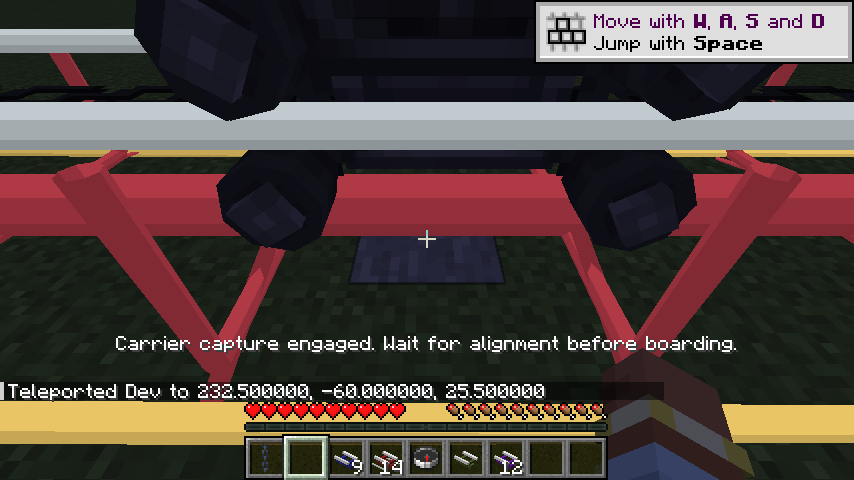 Move with W, A, S and D
Jump with Space
Carrier capture engaged. Wait for alignment before boarding.
Teleported Dev to 232.500000, -60.000000, 25.500000
9
14
12